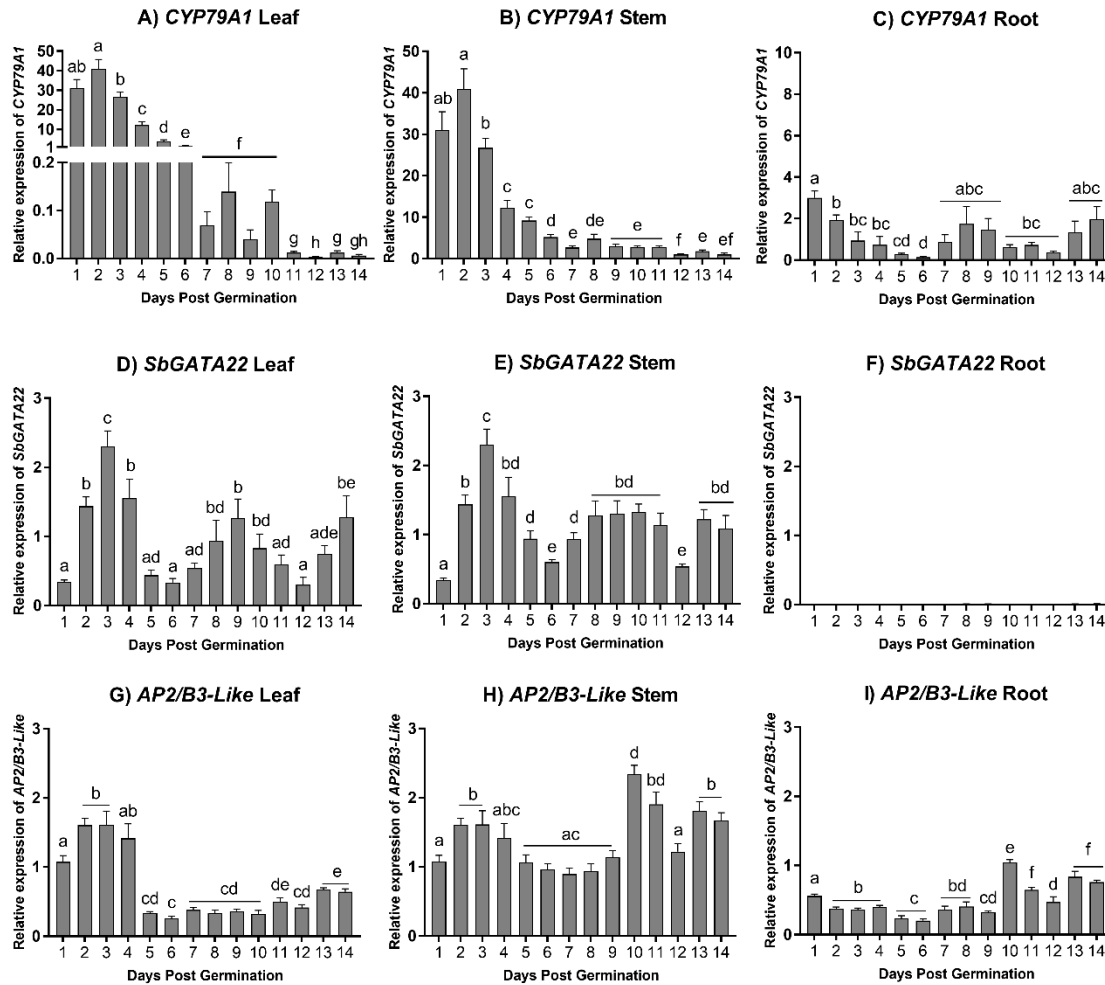 A) CYP79A1 Leaf
Relative expression of CYP79A1
50
40
30
20
10
1
0.2
0.1
0.0
ab a b c d e f g h g gh
1 2 3 4 5 6 7 8 9 10 11 12 13 14
Days Post Germination
B) CYP79A1 Stem
Relative expression of CYP79A1
50
40
30
20
10
0
ab a b c c d e de e f e ef
1 2 3 4 5 6 7 8 9 10 11 12 13 14
Days Post Germination
C) CYP79A1 Root
Relative expression of CYP79A1
10
8
6
4
2
0
a b bc bc cd d abc bc abc
1 2 3 4 5 6 7 8 9 10 11 12 13 14
Days Post Germination
D) SbGATA22 Leaf
Relative expression of SbGATA22
3
2
1
0
a b c b ad a ad bd b bd ad a ade be
1 2 3 4 5 6 7 8 9 10 11 12 13 14
Days Post Germination
E) SbGATA22 Stem
Relative expression of SbGATA22
3
2
1
0
a b c bd d e d bd e bd
1 2 3 4 5 6 7 8 9 10 11 12 13 14
Days Post Germination
F) SbGATA22 Root
Relative expression of SbGATA22
3
2
1
0
1 2 3 4 5 6 7 8 9 10 11 12 13 14
Days Post Germination
G) AP2/B3-Like Leaf
Relative expression of AP2/B3-Like
3
2
1
0
a b ab cd c cd de cd e
1 2 3 4 5 6 7 8 9 10 11 12 13 14
Days Post Germination
H) AP2/B3-Like Stem
Relative expression of AP2/B3-Like
3
2
1
0
a b abc ac d bd a b
1 2 3 4 5 6 7 8 9 10 11 12 13 14
Days Post Germination
I) AP2/B3-Like Root
Relative expression of AP2/B3-Like
3
2
1
0
a b c bd cd e f d f
1 2 3 4 5 6 7 8 9 10 11 12 13 14
Days Post Germination